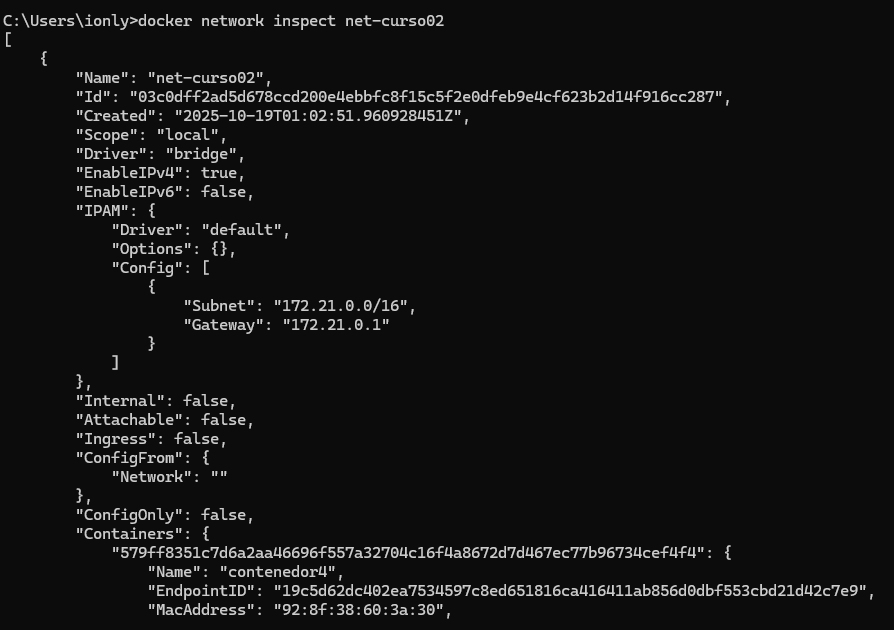 C:\Users\ionly>docker network inspect net-curso02
[
    {
        "Name": "net-curso02",
        "Id": "03c0dff2ad5d678ccd200e4ebbfc8f15c5f2e0dfeb9e4cf623b2d14f916cc287",
        "Created": "2025-10-19T01:02:51.960928451Z",
        "Scope": "local",
        "Driver": "bridge",
        "EnableIPv4": true,
        "EnableIPv6": false,
        "IPAM": {
            "Driver": "default",
            "Options": {},
            "Config": [
                {
                    "Subnet": "172.21.0.0/16",
                    "Gateway": "172.21.0.1"
                }
            ]
        },
        "Internal": false,
        "Attachable": false,
        "Ingress": false,
        "ConfigFrom": {
            "Network": ""
        },
        "ConfigOnly": false,
        "Containers": {
            "579ff8351c7d6a2aa46696f557a32704c16f4a8672d7d467ec77b96734cef4f4": {
                "Name": "contenedor4",
                "EndpointID": "19c5d62dc402ea7534597c8ed651816ca416411ab856d0dbf553cbd21d42c7e9",
                "MacAddress": "92:8f:38:60:3a:30",